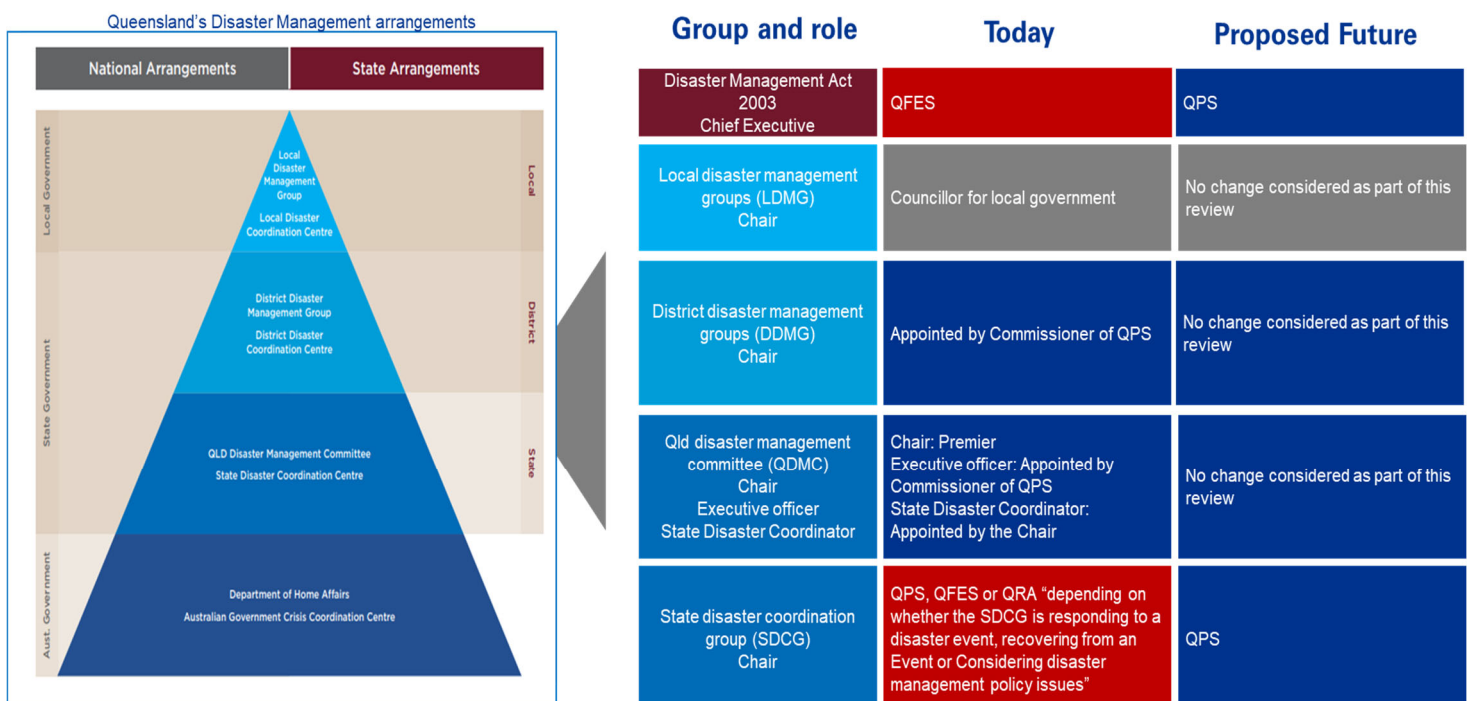 Queensland's Disaster Management arrangements
National Arrangements
State Arrangements
Local Government
State Government
Aust. Government
Local
Disaster
Management
Group
Local Disaster
Coordination Centre
District Disaster
Management Group
District Disaster
Coordination Centre
QLD Disaster Management Committee
State Disaster Coordination Centre
Department of Home Affairs
Australian Government Crisis Coordination Centre
Local
District
State
Group and role
Today
Proposed Future
Disaster Management Act
2003
Chief Executive
QFES
QPS
Local disaster management
groups (LDMG)
Chair
Councillor for local government
No change considered as part of this
review
District disaster management
groups (DDMG)
Chair
Appointed by Commissioner of QPS
No change considered as part of this
review
Qld disaster management
committee (QDMC)
Chair
Executive officer
State Disaster Coordinator
Chair: Premier
Executive officer: Appointed by
Commissioner of QPS
State Disaster Coordinator:
Appointed by the Chair
No change considered as part of this
review
State disaster coordination
group (SDCG)
Chair
QPS, QFES or QRA “depending on
whether the SDCG is responding to a
disaster event, recovering from an
Event or Considering disaster
management policy issues”
QPS